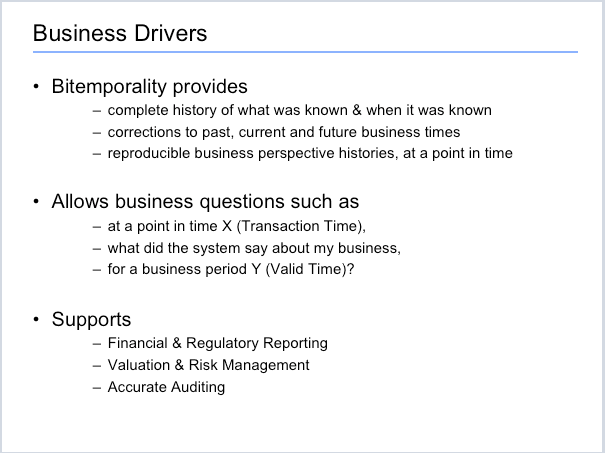 Business Drivers
• Bitemporality provides
– complete history of what was known & when it was known
– corrections to past, current and future business times
– reproducible business perspective histories, at a point in time
• Allows business questions such as
– at a point in time X (Transaction Time),
– what did the system say about my business,
– for a business period Y (Valid Time)?
• Supports
– Financial & Regulatory Reporting
– Valuation & Risk Management
– Accurate Auditing